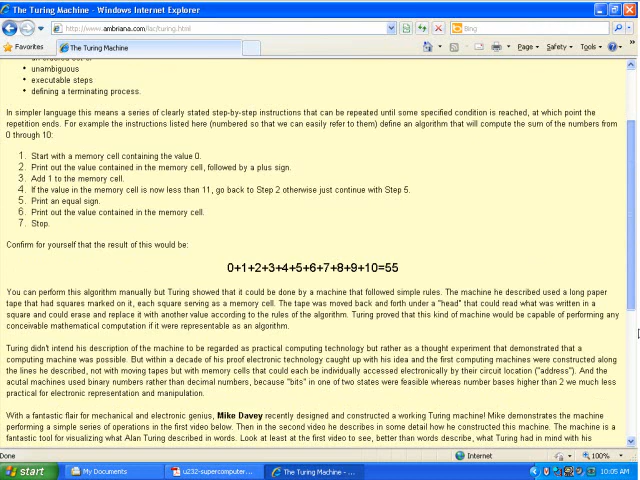 The Turing Machine - Windows Internet Explorer
http://www.ambriana.com/lac/turing.html
Bing
Favorites The Turing Machine Page Safety Tools
unambiguous
executable steps
defining a terminating process.
In simpler language this means a series of clearly stated step-by-step instructions that can be repeated until some specified condition is reached, at which point the
repetition ends. For example the instructions listed here (numbered so that we can easily refer to them) define an algorithm that will compute the sum of the numbers from
0 through 10:
1. Start with a memory cell containing the value 0.
2. Print out the value contained in the memory cell, followed by a plus sign.
3. Add 1 to the memory cell.
4. If the value in the memory cell is now less than 11, go back to Step 2 otherwise just continue with Step 5.
5. Print an equal sign.
6. Print out the value contained in the memory cell.
7. Stop.
Confirm for yourself that the result of this would be:
0+1+2+3+4+5+6+7+8+9+10=55
You can perform this algorithm manually but Turing showed that it could be done by a machine that followed simple rules. The machine he described used a long paper
tape that had squares marked on it, each square serving as a memory cell. The tape was moved back and forth under a "head" that could read what was written in a
square and could erase and replace it with another value according to the rules of the algorithm. Turing proved that this kind of machine would be capable of performing any
conceivable mathematical computation if it were representable as an algorithm.
Turing didn't intend his description of the machine to be regarded as practical computing technology but rather as a thought experiment that demonstrated that a
computing machine was possible. But within a decade of his proof electronic technology caught up with his idea and the first computing machines were constructed along
the lines he described, not with moving tapes but with memory cells that could each be individually accessed electronically by their circuit location ("address"). And the
acutal machines used binary numbers rather than decimal numbers, because "bits" in one of two states were feasible whereas number bases higher than 2 we much less
practical for electronic representation and manipulation.
With a fantastic flair for mechanical and electronic genius, Mike Davey recently designed and constructed a working Turing machine! Mike demonstrates the machine
performing a simple series of operations in the first video below. Then in the second video he describes in some detail how he constructed this machine. The machine is a
fantastic tool for visualizing what Alan Turing described in words. Look at least at the first video to see, better than words describe, what Turing had in mind with his
Done Internet 100%
start My Documents u232-supercomputer... The Turing Machine - ... 10:05 AM